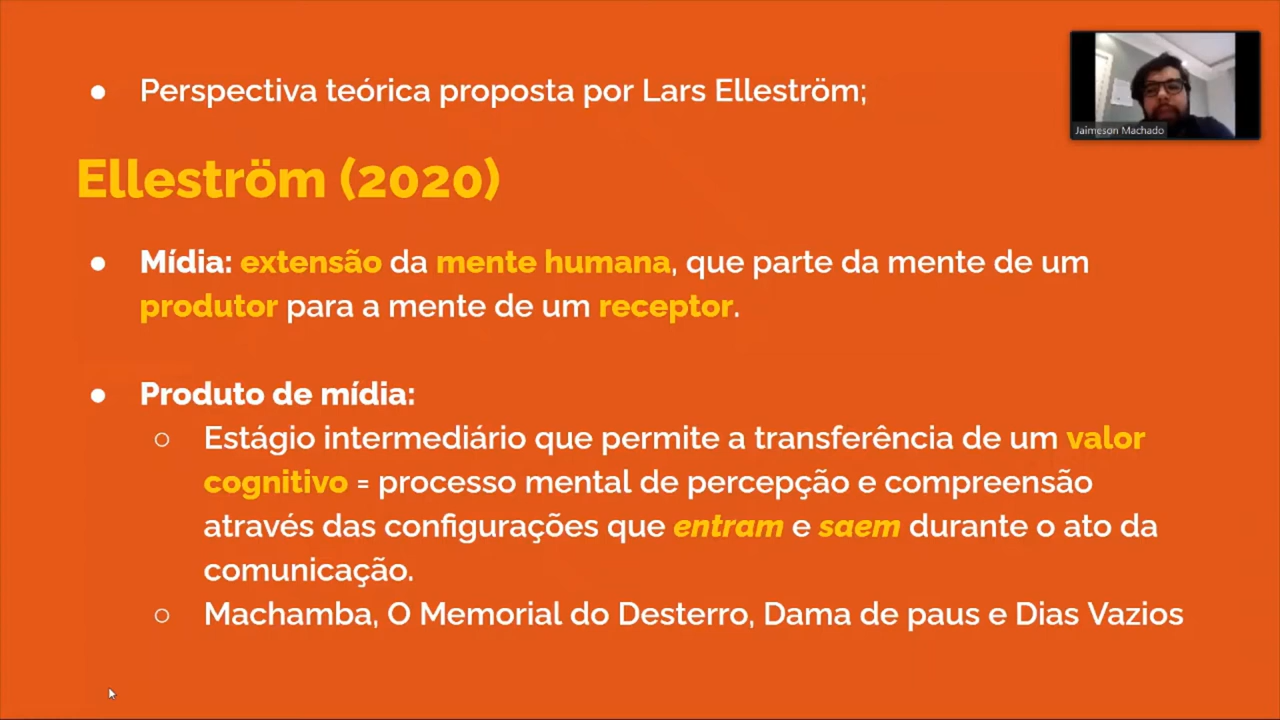 Perspectiva teórica proposta por Lars Elleström;
Jaimeson Machado
Elleström (2020)
Mídia: extensão da mente humana, que parte da mente de um
produtor para a mente de um receptor.
Produto de mídia:
Estágio intermediário que permite a transferência de um valor
cognitivo = processo mental de percepção e compreensão
através das configurações que entram e saem durante o ato da
comunicação.
Machamba, O Memorial do Desterro, Dama de paus e Dias Vazios